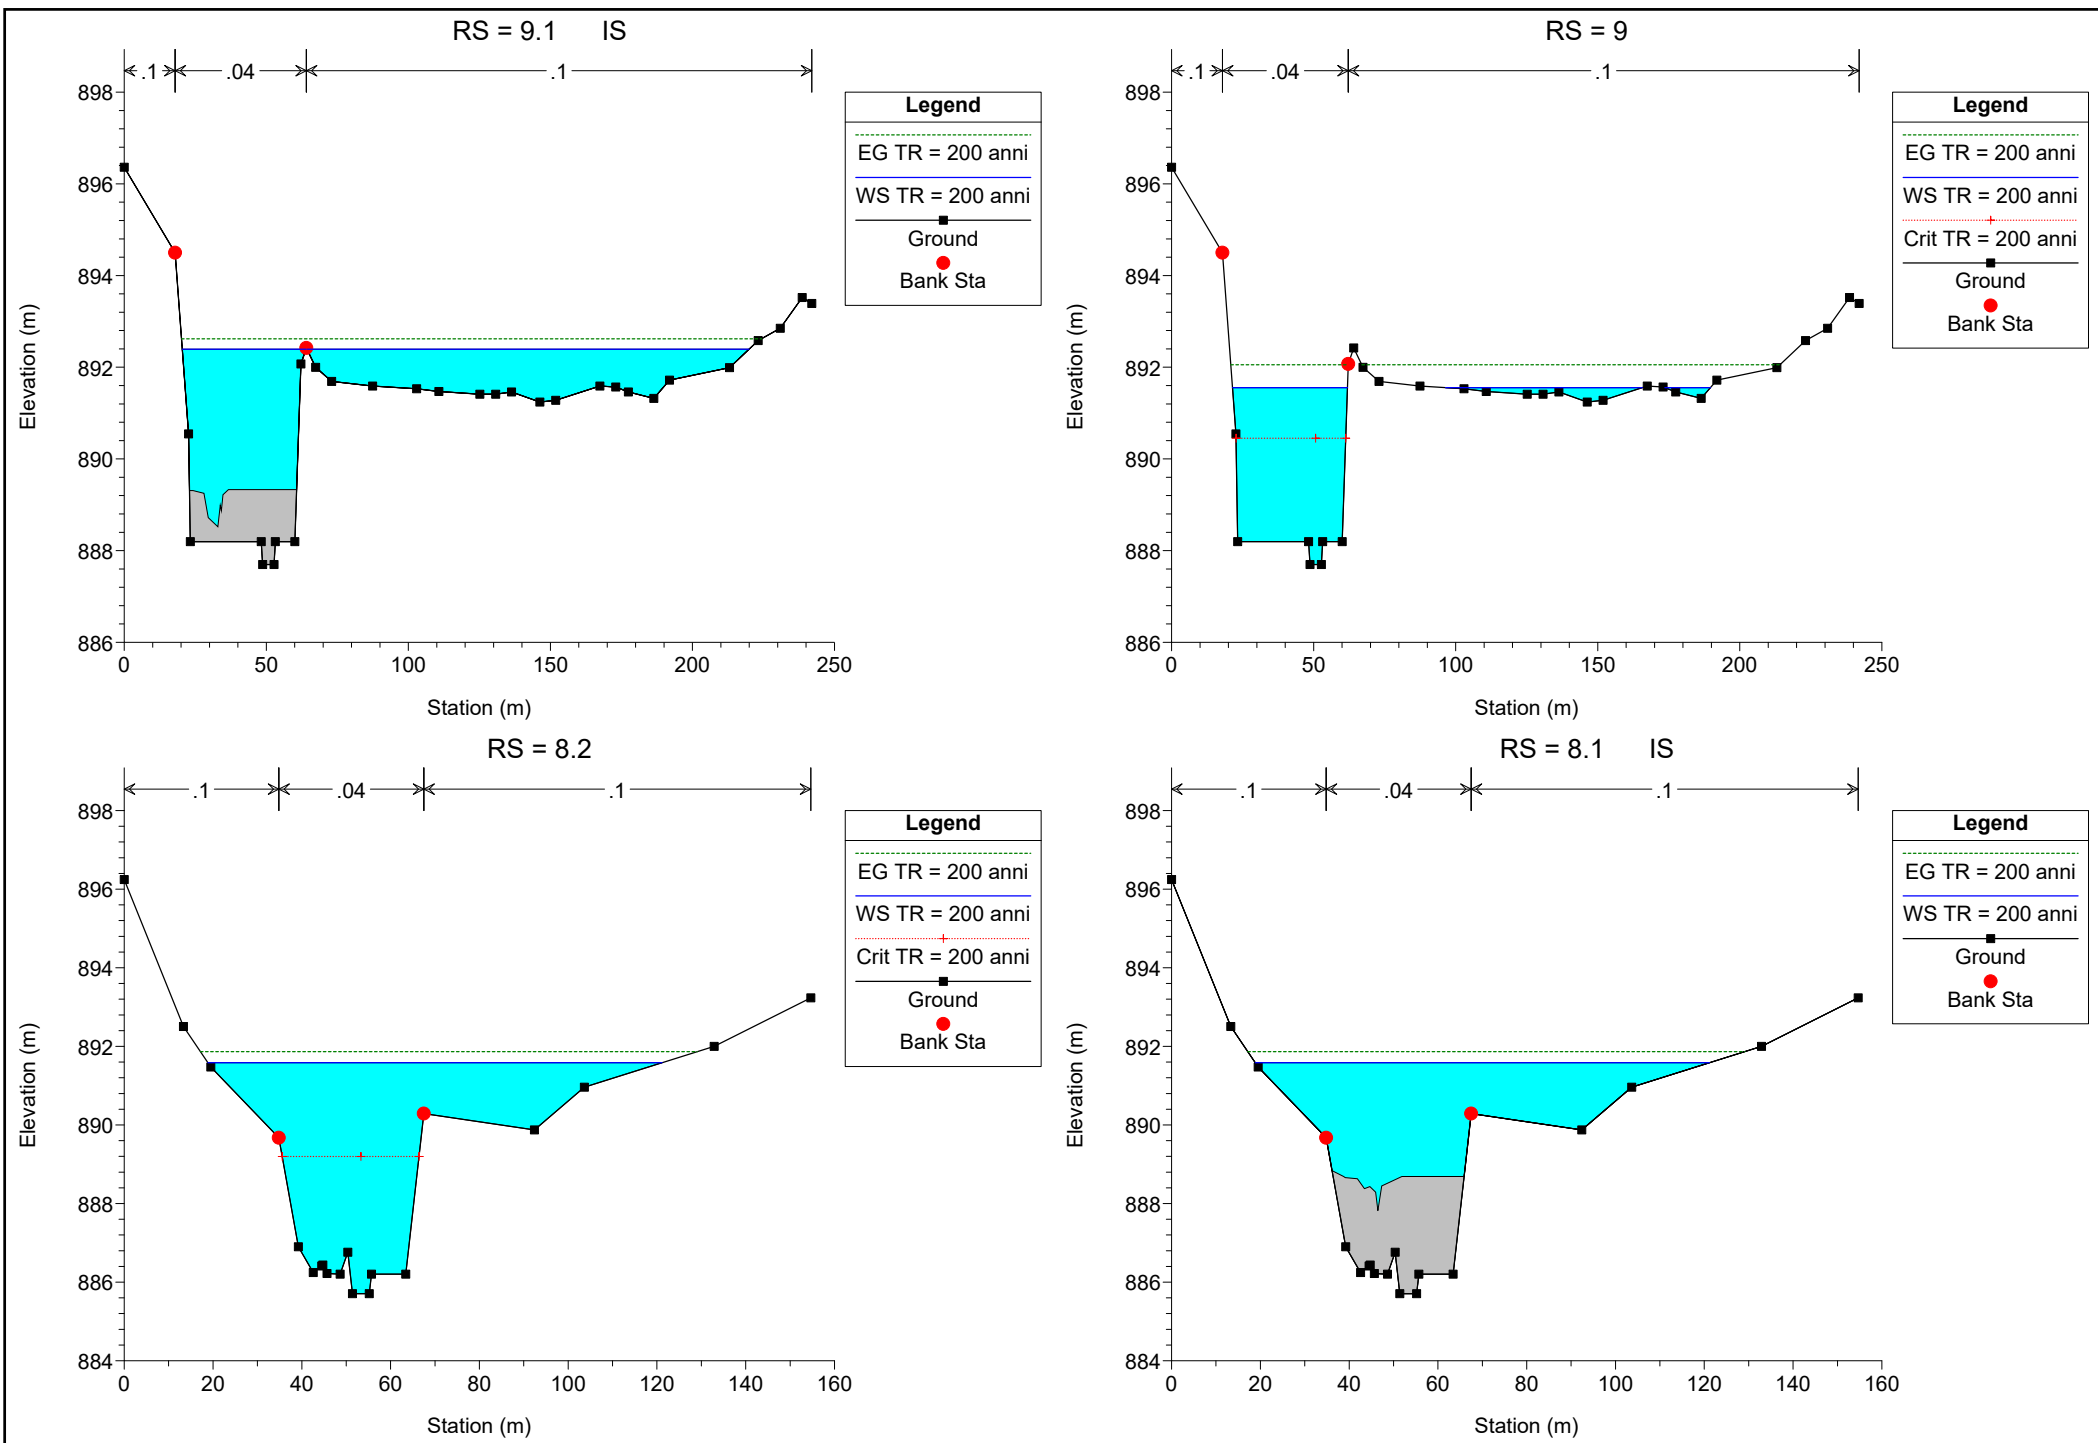 RS = 9.1 IS
.1 .04 .1
898
896
894
892
890
888
886
0 50 100 150 200 250
Elevation (m)
Station (m)
Legend
EG TR = 200 anni
WS TR = 200 anni
Ground
Bank Sta
RS = 9
.1 .04 .1
898
896
894
892
890
888
886
0 50 100 150 200 250
Elevation (m)
Station (m)
Legend
EG TR = 200 anni
WS TR = 200 anni
Crit TR = 200 anni
Ground
Bank Sta
RS = 8.2
.1 .04 .1
898
896
894
892
890
888
886
884
0 20 40 60 80 100 120 140 160
Elevation (m)
Station (m)
Legend
EG TR = 200 anni
WS TR = 200 anni
Crit TR = 200 anni
Ground
Bank Sta
RS = 8.1 IS
.1 .04 .1
898
896
894
892
890
888
886
884
0 20 40 60 80 100 120 140 160
Elevation (m)
Station (m)
Legend
EG TR = 200 anni
WS TR = 200 anni
Ground
Bank Sta